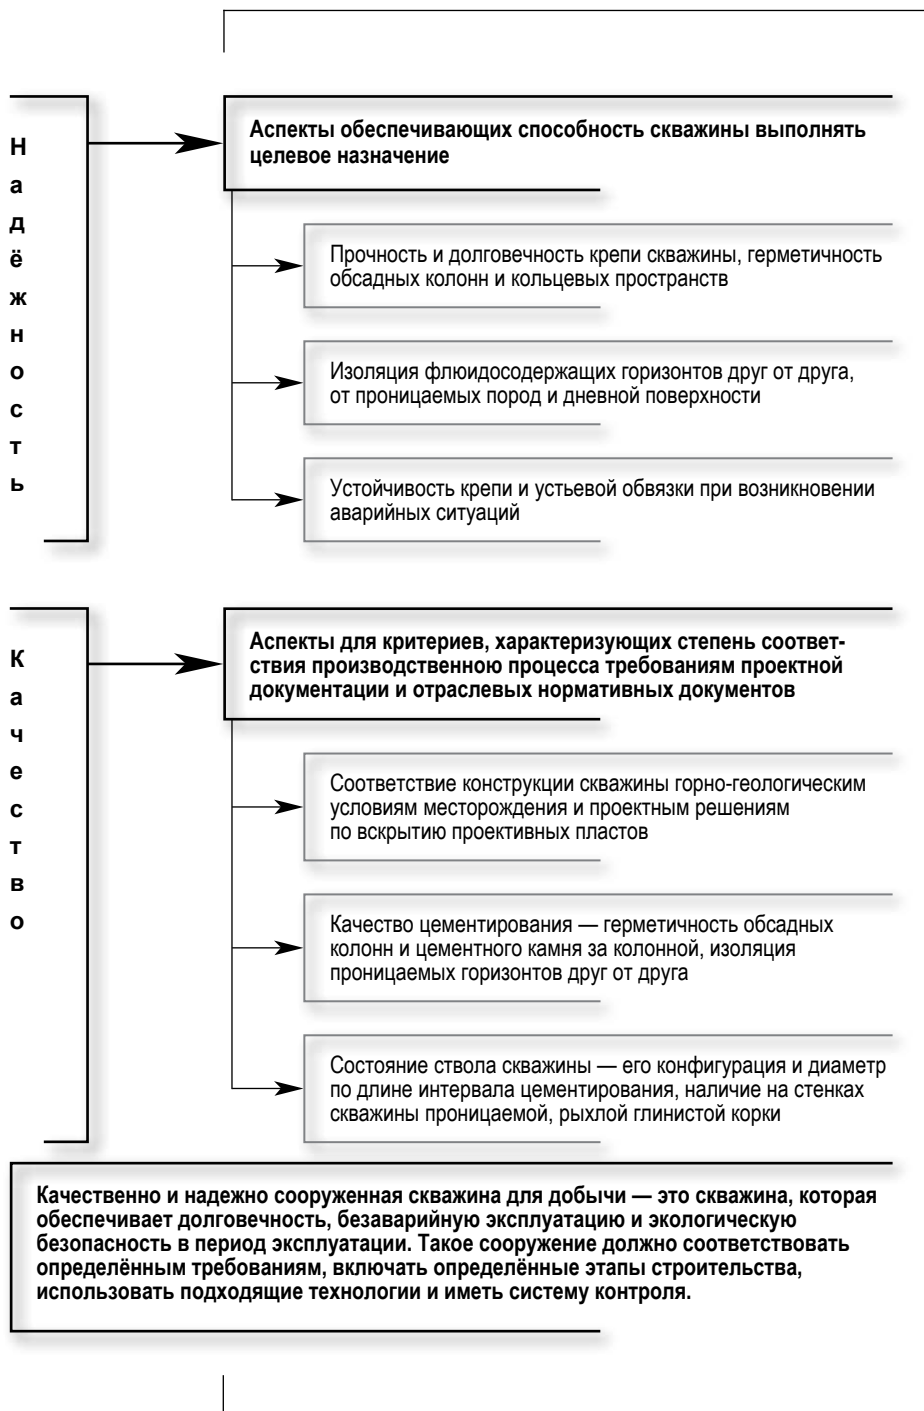 Надёжность
Аспекты обеспечивающих способность скважины выполнять
целевое назначение
Прочность и долговечность крепи скважины, герметичность
обсадных колонн и кольцевых пространств
Изоляция флюидосодержащих горизонтов друг от друга,
от проницаемых пород и дневной поверхности
Устойчивость крепи и устьевой обвязки при возникновении
аварийных ситуаций
Качество
Аспекты для критериев, характеризующих степень соответ-
ствия производственною процесса требованиям проектной
документации и отраслевых нормативных документов
Соответствие конструкции скважины горно-геологическим
условиям месторождения и проектным решениям
по вскрытию проективных пластов
Качество цементирования — герметичность обсадных
колонн и цементного камня за колонной, изоляция
проницаемых горизонтов друг от друга
Состояние ствола скважины — его конфигурация и диаметр
по длине интервала цементирования, наличие на стенках
скважины проницаемой, рыхлой глинистой корки
Качественно и надежно сооруженная скважина для добычи — это скважина, которая
обеспечивает долговечность, безаварийную эксплуатацию и экологическую
безопасность в период эксплуатации. Такое сооружение должно соответствовать
определённым требованиям, включать определённые этапы строительства,
использовать подходящие технологии и иметь систему контроля.